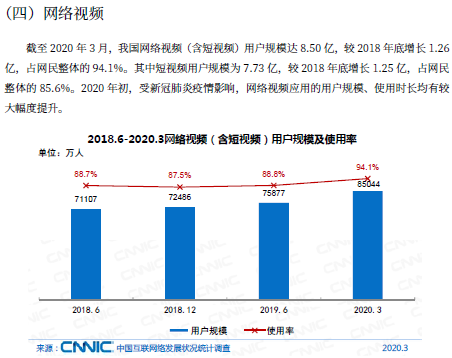 （四）网络视频
截至 2020 年 3 月，我国网络视频（含短视频）用户规模达 8.50 亿，较 2018 年底增长 1.26
亿，占网民整体的 94.1%。其中短视频用户规模为 7.73 亿，较 2018 年底增长 1.25 亿，占网民
整体的 85.6%。2020 年初，受新冠肺炎疫情影响，网络视频应用的用户规模、使用时长均有较
大幅度提升。
2018.6-2020.3网络视频（含短视频）用户规模及使用率
单位：万人
88.7% 87.5% 88.8% 94.1%
71107 72486 75877 85044
2018.6 2018.12 2019.6 2020.3
用户规模 使用率
来源：CNNIC 中国互联网络发展状况统计调查 2020.3